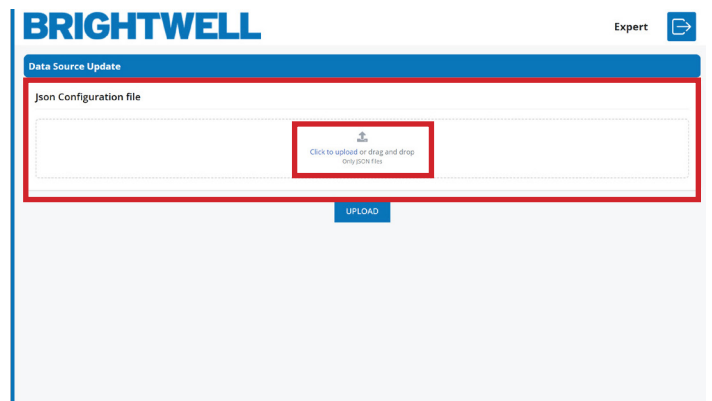 BRIGHTWELL
Expert
Data Source Update
Json Configuration file
Click to upload or drag and drop
Only JSON files
UPLOAD